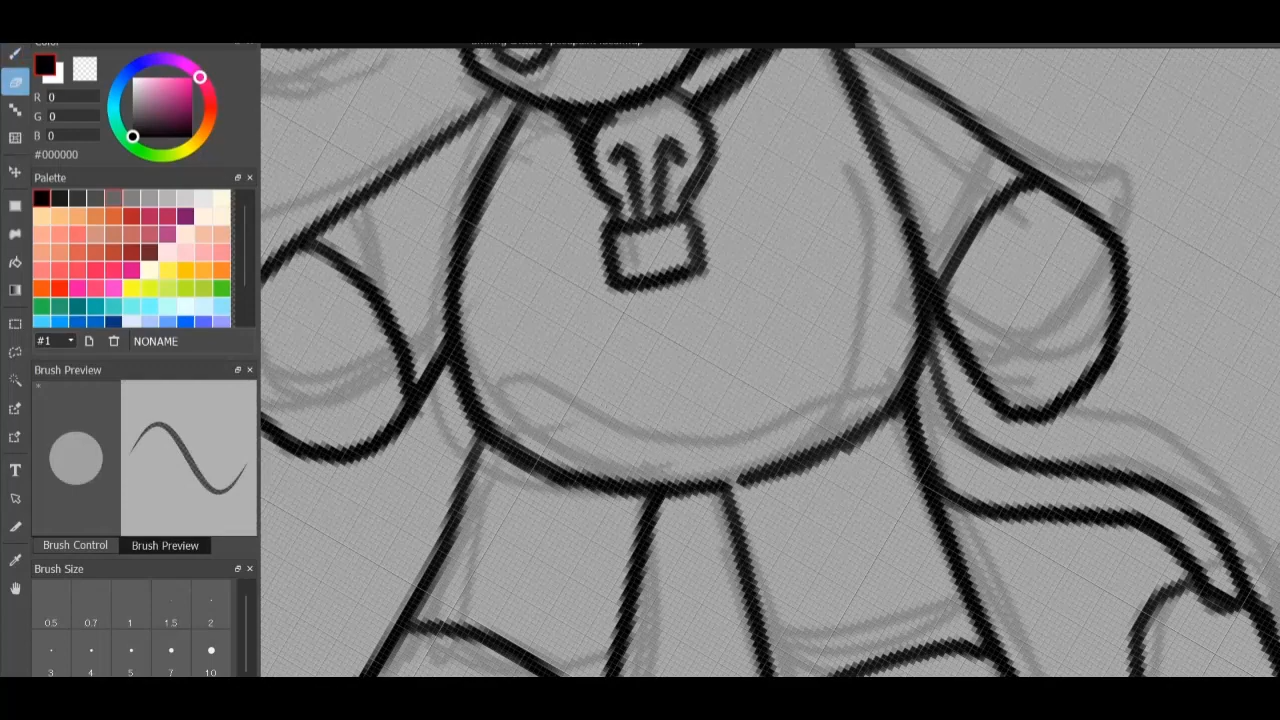 Color
R 0
G 0
B 0
#000000
Palette
#1 NONAME
Brush Preview
Brush Control Brush Preview
Brush Size
0.5 0.7 1 1.5 2
3 4 5 7 10
T